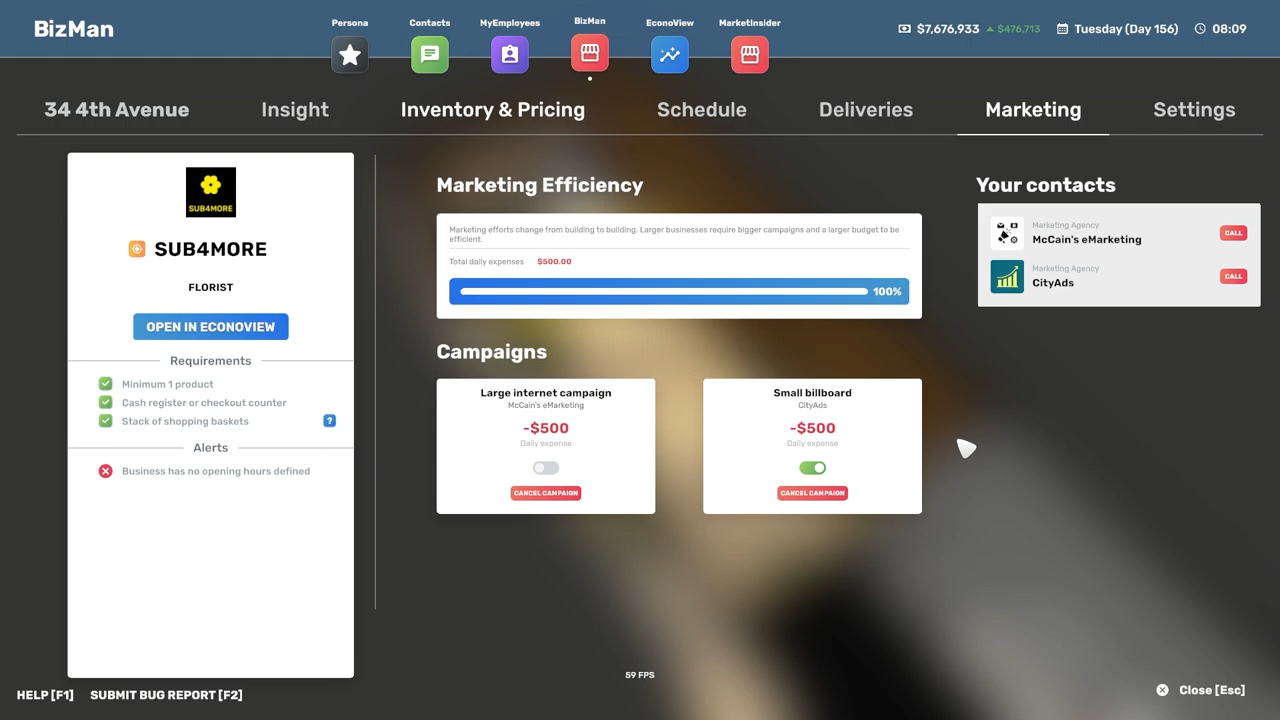 BizMan
Persona
Contacts
MyEmployees
BizMan
EconoView
MarketInsider
$7,676,933
$476,713
Tuesday (Day 156)
08:09
34 4th Avenue
Insight
Inventory & Pricing
Schedule
Deliveries
Marketing
Settings
SUB4MORE
SUB4MORE
FLORIST
OPEN IN ECONOVIEW
Requirements
Minimum 1 product
Cash register or checkout counter
Stack of shopping baskets
?
Alerts
Business has no opening hours defined
Marketing Efficiency
Marketing efforts change from building to building. Larger businesses require bigger campaigns and a larger budget to be
efficient.
Total daily expenses $500.00
100%
Campaigns
Large internet campaign
McCain's eMarketing
-$500
Daily expense
CANCEL CAMPAIGN
Small billboard
CityAds
-$500
Daily expense
CANCEL CAMPAIGN
Your contacts
Marketing Agency
McCain's eMarketing
CALL
Marketing Agency
CityAds
CALL
59 FPS
HELP [F1]
SUBMIT BUG REPORT [F2]
Close [Esc]